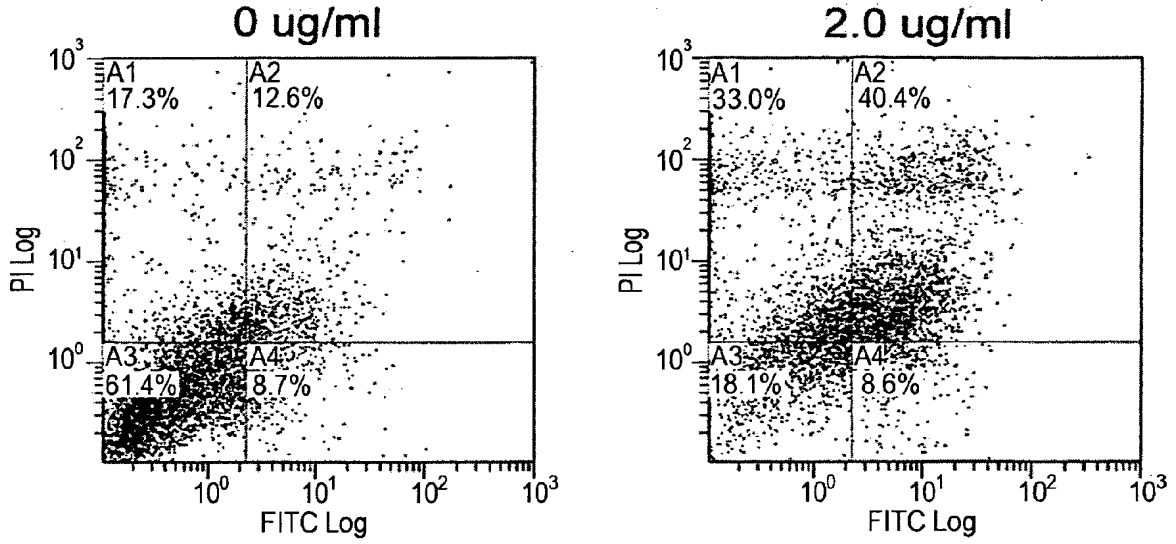 0 ug/ml
10³
A1
17.3%
A2
12.6%
10²
PI Log
10¹
10⁰
A3
61.4%
A4
8.7%
10⁰
10¹
10²
10³
FITC Log
2.0 ug/ml
10³
A1
33.0%
A2
40.4%
10²
PI Log
10¹
10⁰
A3
18.1%
A4
8.6%
10⁰
10¹
10²
10³
FITC Log